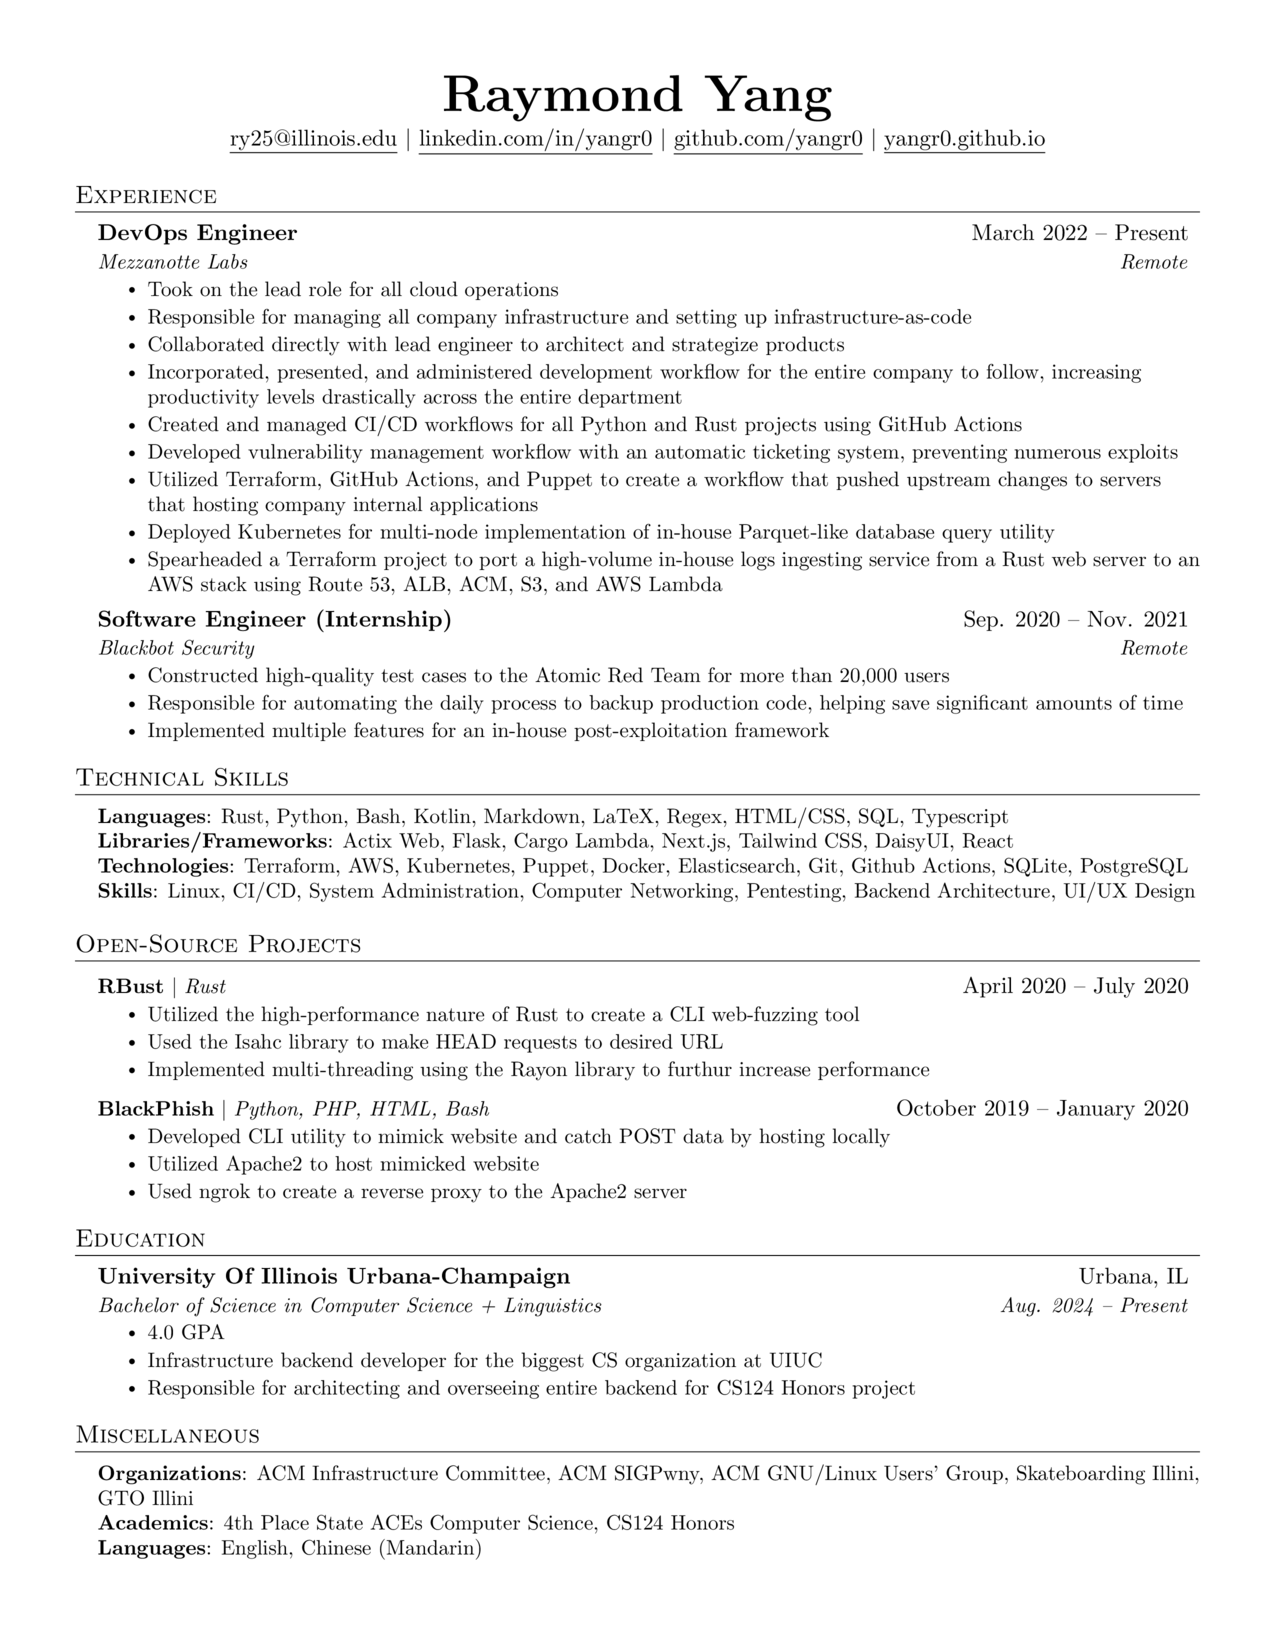 Raymond Yang
ry25@illinois.edu | linkedin.com/in/yangr0 | github.com/yangr0 | yangr0.github.io
Experience
DevOps Engineer March 2022 – Present
Mezzanotte Labs Remote
• Took on the lead role for all cloud operations
• Responsible for managing all company infrastructure and setting up infrastructure-as-code
• Collaborated directly with lead engineer to architect and strategize products
• Incorporated, presented, and administered development workflow for the entire company to follow, increasing
productivity levels drastically across the entire department
• Created and managed CI/CD workflows for all Python and Rust projects using GitHub Actions
• Developed vulnerability management workflow with an automatic ticketing system, preventing numerous exploits
• Utilized Terraform, GitHub Actions, and Puppet to create a workflow that pushed upstream changes to servers
that hosting company internal applications
• Deployed Kubernetes for multi-node implementation of in-house Parquet-like database query utility
• Spearheaded a Terraform project to port a high-volume in-house logs ingesting service from a Rust web server to an
AWS stack using Route 53, ALB, ACM, S3, and AWS Lambda
Software Engineer (Internship) Sep. 2020 – Nov. 2021
Blackbot Security Remote
• Constructed high-quality test cases to the Atomic Red Team for more than 20,000 users
• Responsible for automating the daily process to backup production code, helping save significant amounts of time
• Implemented multiple features for an in-house post-exploitation framework
Technical Skills
Languages: Rust, Python, Bash, Kotlin, Markdown, LaTeX, Regex, HTML/CSS, SQL, Typescript
Libraries/Frameworks: Actix Web, Flask, Cargo Lambda, Next.js, Tailwind CSS, DaisyUI, React
Technologies: Terraform, AWS, Kubernetes, Puppet, Docker, Elasticsearch, Git, Github Actions, SQLite, PostgreSQL
Skills: Linux, CI/CD, System Administration, Computer Networking, Pentesting, Backend Architecture, UI/UX Design
Open-Source Projects
RBust | Rust April 2020 – July 2020
• Utilized the high-performance nature of Rust to create a CLI web-fuzzing tool
• Used the Isahc library to make HEAD requests to desired URL
• Implemented multi-threading using the Rayon library to furthur increase performance
BlackPhish | Python, PHP, HTML, Bash October 2019 – January 2020
• Developed CLI utility to mimick website and catch POST data by hosting locally
• Utilized Apache2 to host mimicked website
• Used ngrok to create a reverse proxy to the Apache2 server
Education
University Of Illinois Urbana-Champaign Urbana, IL
Bachelor of Science in Computer Science + Linguistics Aug. 2024 – Present
• 4.0 GPA
• Infrastructure backend developer for the biggest CS organization at UIUC
• Responsible for architecting and overseeing entire backend for CS124 Honors project
Miscellaneous
Organizations: ACM Infrastructure Committee, ACM SIGPwny, ACM GNU/Linux Users' Group, Skateboarding Illini,
GTO Illini
Academics: 4th Place State ACEs Computer Science, CS124 Honors
Languages: English, Chinese (Mandarin)